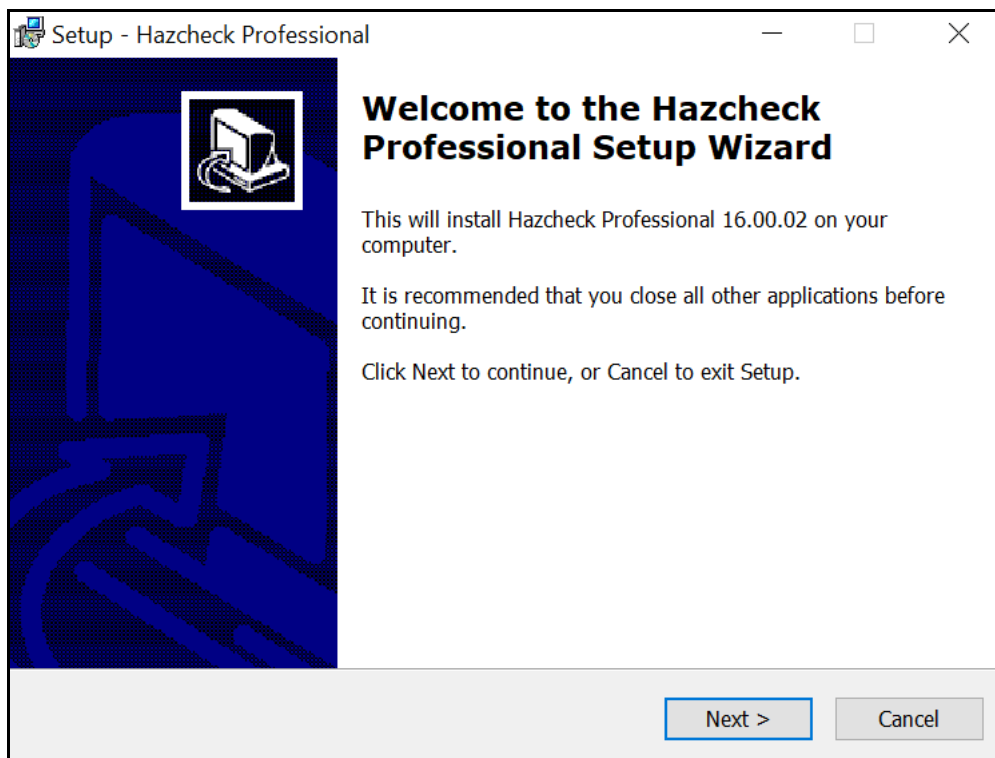 Setup - Hazcheck Professional
Welcome to the Hazcheck
Professional Setup Wizard
This will install Hazcheck Professional 16.00.02 on your
computer.
It is recommended that you close all other applications before
continuing.
Click Next to continue, or Cancel to exit Setup.
Next >
Cancel